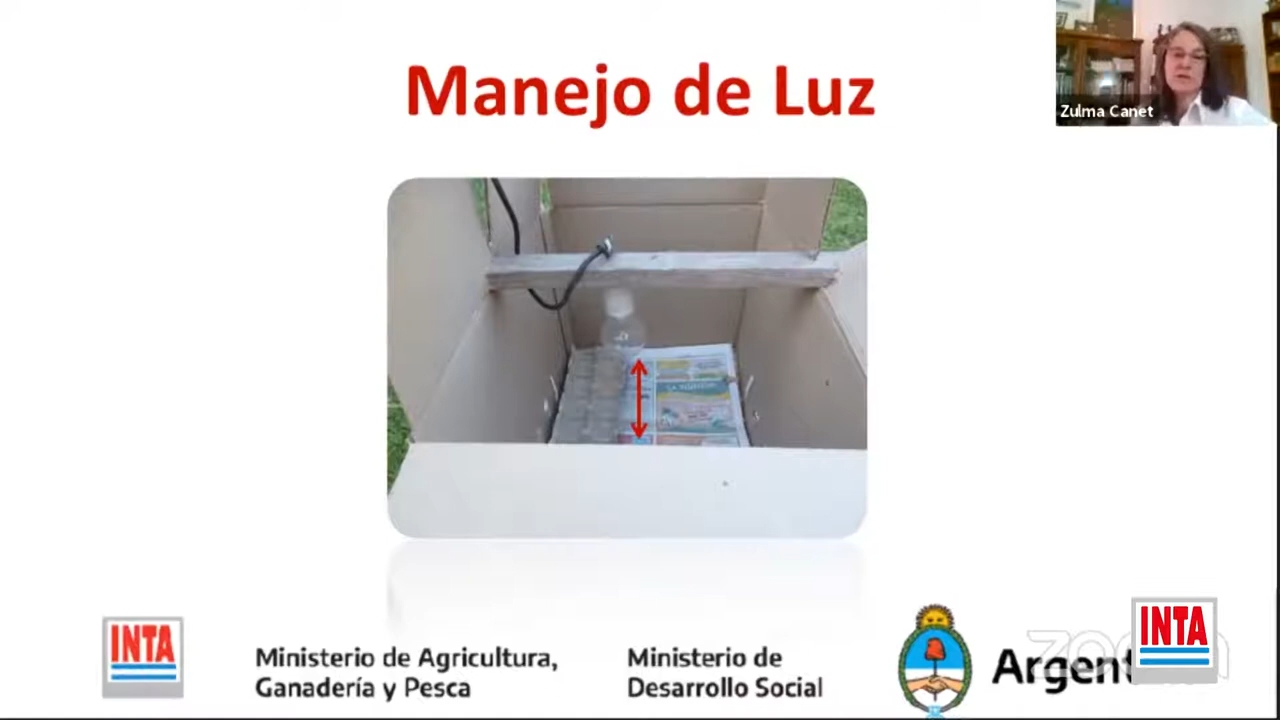 Manejo de Luz
Zulma Canet
INTA
Ministerio de Agricultura,
Ganadería y Pesca
Ministerio de
Desarrollo Social
Argent
INTA